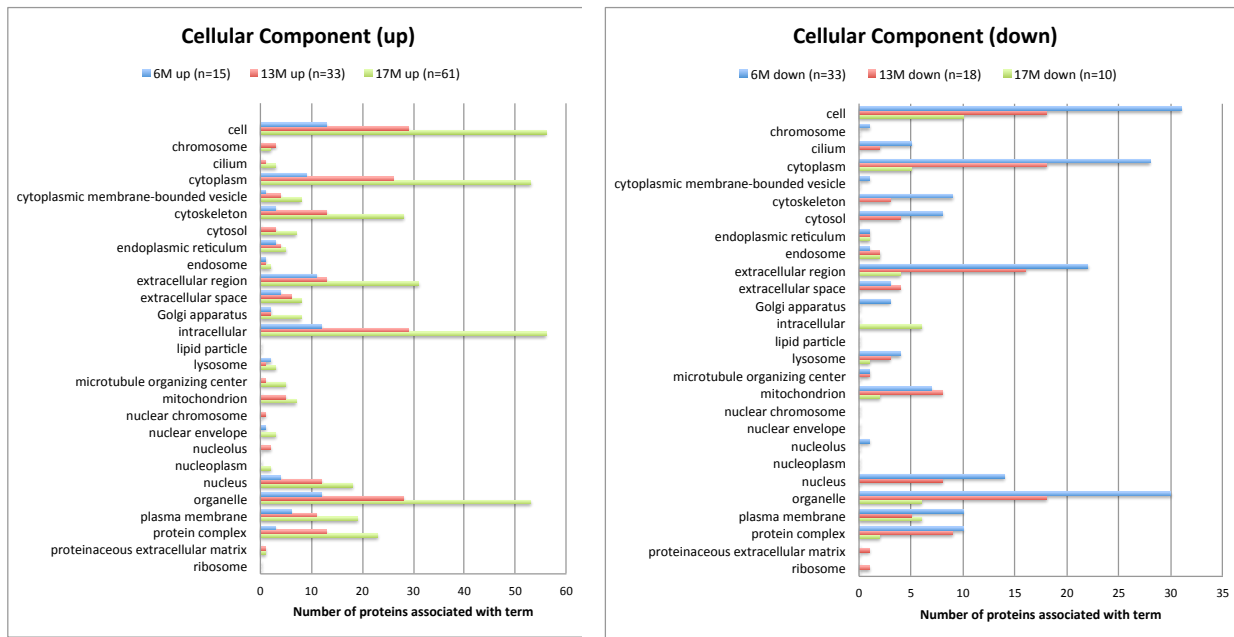 Cellular Component (up)
6M up (n=15) 13M up (n=33) 17M up (n=61)
cell
chromosome
cilium
cytoplasm
cytoplasmic membrane-bounded vesicle
cytoskeleton
cytosol
endoplasmic reticulum
endosome
extracellular region
extracellular space
Golgi apparatus
intracellular
lipid particle
lysosome
microtubule organizing center
mitochondrion
nuclear chromosome
nuclear envelope
nucleolus
nucleoplasm
nucleus
organelle
plasma membrane
protein complex
proteinaceous extracellular matrix
ribosome
0 10 20 30 40 50 60
Number of proteins associated with term
Cellular Component (down)
6M down (n=33) 13M down (n=18) 17M down (n=10)
cell
chromosome
cilium
cytoplasm
cytoplasmic membrane-bounded vesicle
cytoskeleton
cytosol
endoplasmic reticulum
endosome
extracellular region
extracellular space
Golgi apparatus
intracellular
lipid particle
lysosome
microtubule organizing center
mitochondrion
nuclear chromosome
nuclear envelope
nucleolus
nucleoplasm
nucleus
organelle
plasma membrane
protein complex
proteinaceous extracellular matrix
ribosome
0 5 10 15 20 25 30 35
Number of proteins associated with term